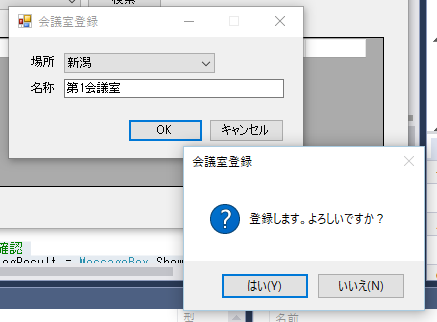 検索
会議室登録
場所 新潟
名称 第1会議室
OK キャンセル
会議室登録
登録します。よろしいですか?
はい(Y) いいえ(N)
確認
MessageBox.Show
型 名前